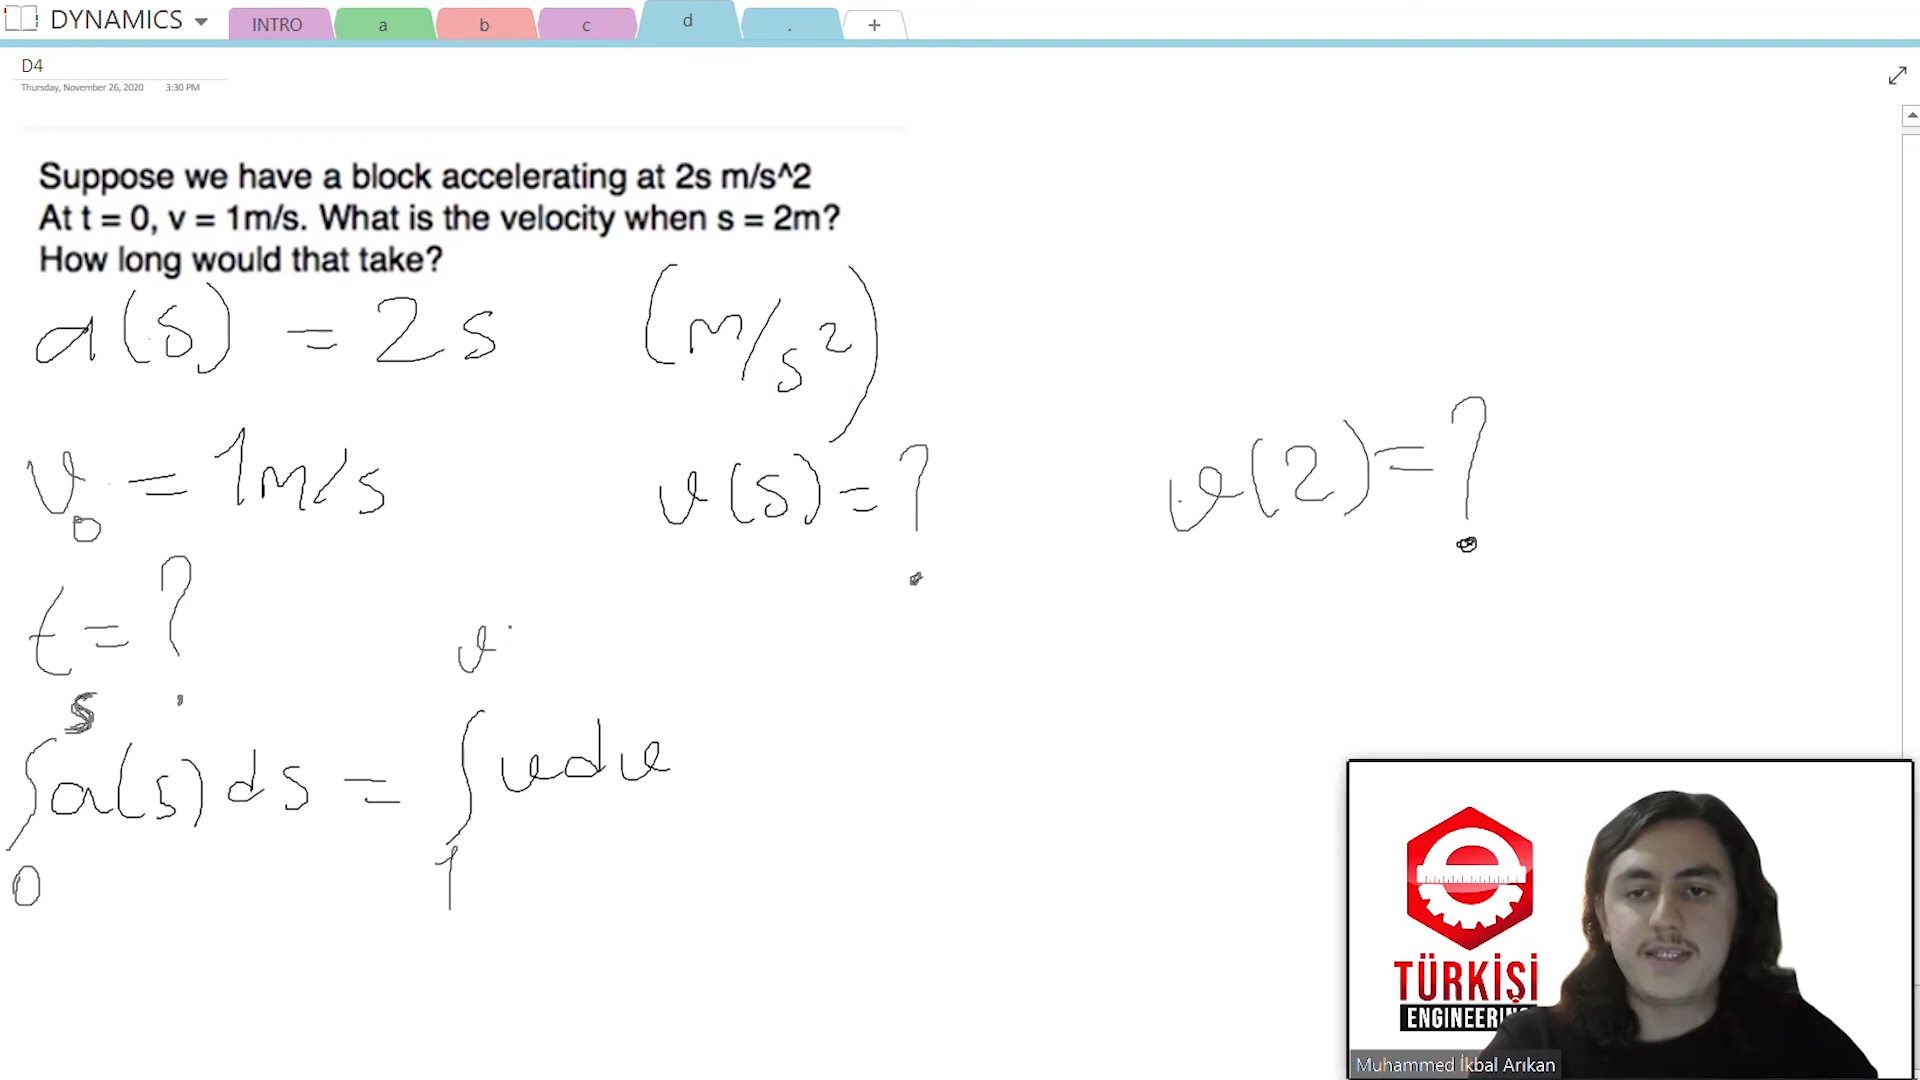 DYNAMICS
INTRO
a
b
c
d
.
+
D4
Thursday, November 26, 2020 3:30 PM
Suppose we have a block accelerating at 2s m/s^2
At t = 0, v = 1m/s. What is the velocity when s = 2m?
How long would that take?
a(s) = 2s (m/s²)
v₀ = 1m/s v(s) = ? v(2) = ?
t = ?
s v
∫a(s)ds = ∫vdv
0 1
TÜRKİŞİ
ENGINEERING
Muhammed İkbal Arıkan